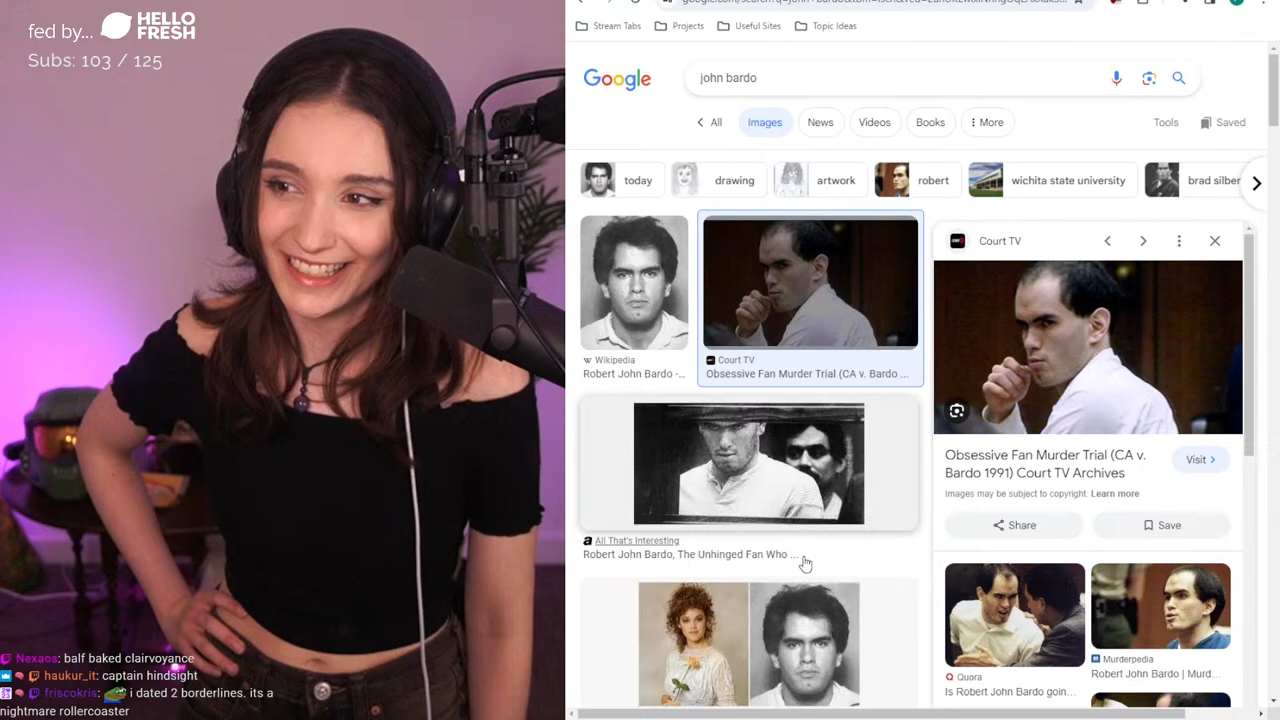 fed by... HELLO FRESH
Subs: 103 / 125
Stream Tabs
Projects
Useful Sites
Topic Ideas
Google
john bardo
All
Images
News
Videos
Books
More
Tools
Saved
today
drawing
artwork
robert
wichita state university
brad silber
W Wikipedia
Robert John Bardo -...
Court TV
Obsessive Fan Murder Trial (CA v. Bardo ...
a All That's Interesting
Robert John Bardo, The Unhinged Fan Who ...
Court TV
Obsessive Fan Murder Trial (CA v.
Bardo 1991) Court TV Archives
Visit
Images may be subject to copyright. Learn more
Share
Save
Q Quora
Is Robert John Bardo goin...
M Murderpedia
Robert John Bardo | Murd...
Nexaos: balf baked clairvoyance
haukur_it: captain hindsight
friscokris: i dated 2 borderlines. its a
nightmare rollercoaster